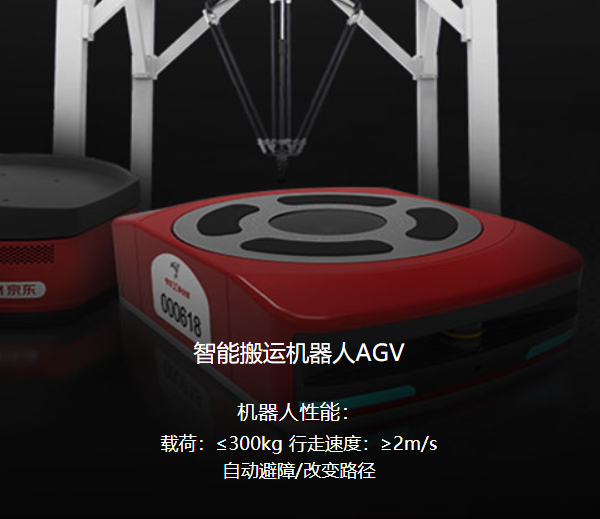 京东
000618
智能搬运机器人AGV
机器人性能：
载荷：≤300kg 行走速度：≥2m/s
自动避障/改变路径